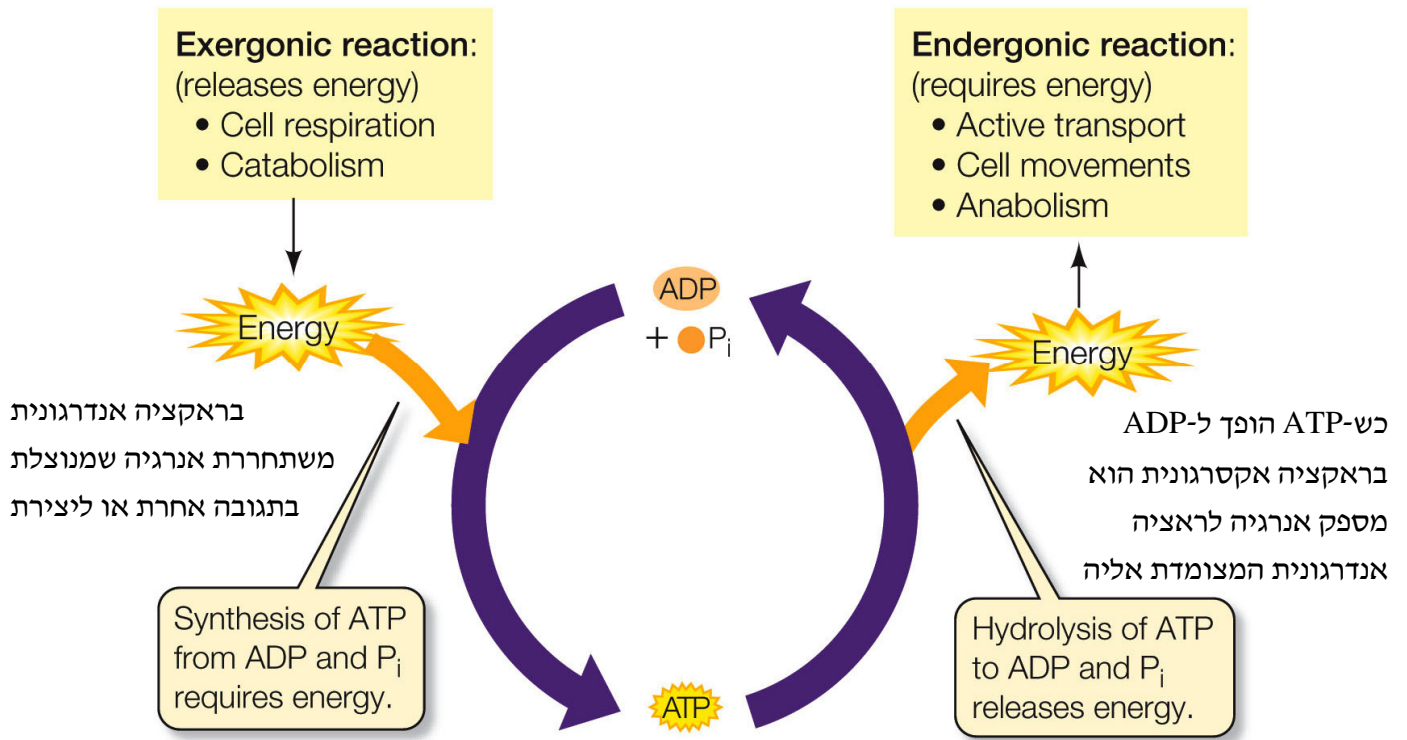 Exergonic reaction:
(releases energy)
• Cell respiration
• Catabolism
Endergonic reaction:
(requires energy)
• Active transport
• Cell movements
• Anabolism
Energy
ADP
+ Pi
Energy
בראקציה אנדרגונית
משתחררת אנרגיה שמנוצלת
בתגובה אחרת או ליצירת
כש-ATP הופך ל-ADP
בראקציה אקסרגונית הוא
מספק אנרגיה לראציה
אנדרגונית המצומדת אליה
Synthesis of ATP
from ADP and Pi
requires energy.
ATP
Hydrolysis of ATP
to ADP and Pi
releases energy.